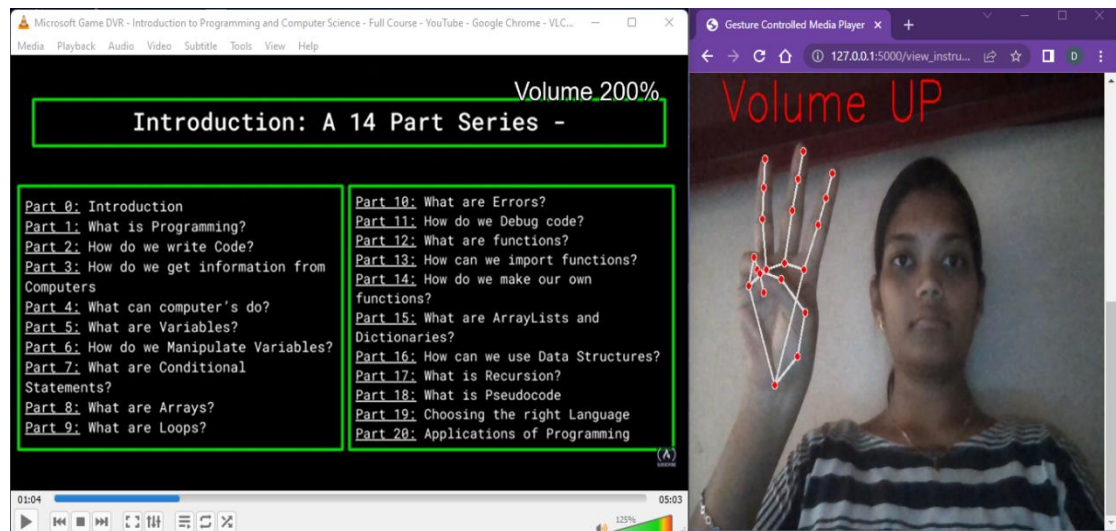 Microsoft Game DVR - Introduction to Programming and Computer Science - Full Course - YouTube - Google Chrome - VLC...
Media Playback Audio Video Subtitle Tools View Help
Volume 200%
Introduction: A 14 Part Series -
Part 0: Introduction
Part 1: What is Programming?
Part 2: How do we write Code?
Part 3: How do we get information from
Computers
Part 4: What can computer's do?
Part 5: What are Variables?
Part 6: How do we Manipulate Variables?
Part 7: What are Conditional
Statements?
Part 8: What are Arrays?
Part 9: What are Loops?
Part 10: What are Errors?
Part 11: How do we Debug code?
Part 12: What are functions?
Part 13: How can we import functions?
Part 14: How do we make our own
functions?
Part 15: What are ArrayLists and
Dictionaries?
Part 16: How can we use Data Structures?
Part 17: What is Recursion?
Part 18: What is Pseudocode
Part 19: Choosing the right Language
Part 20: Applications of Programming
01:04
05:03
125%
Gesture Controlled Media Player
127.0.0.1:5000/view_instru...
D
Volume UP